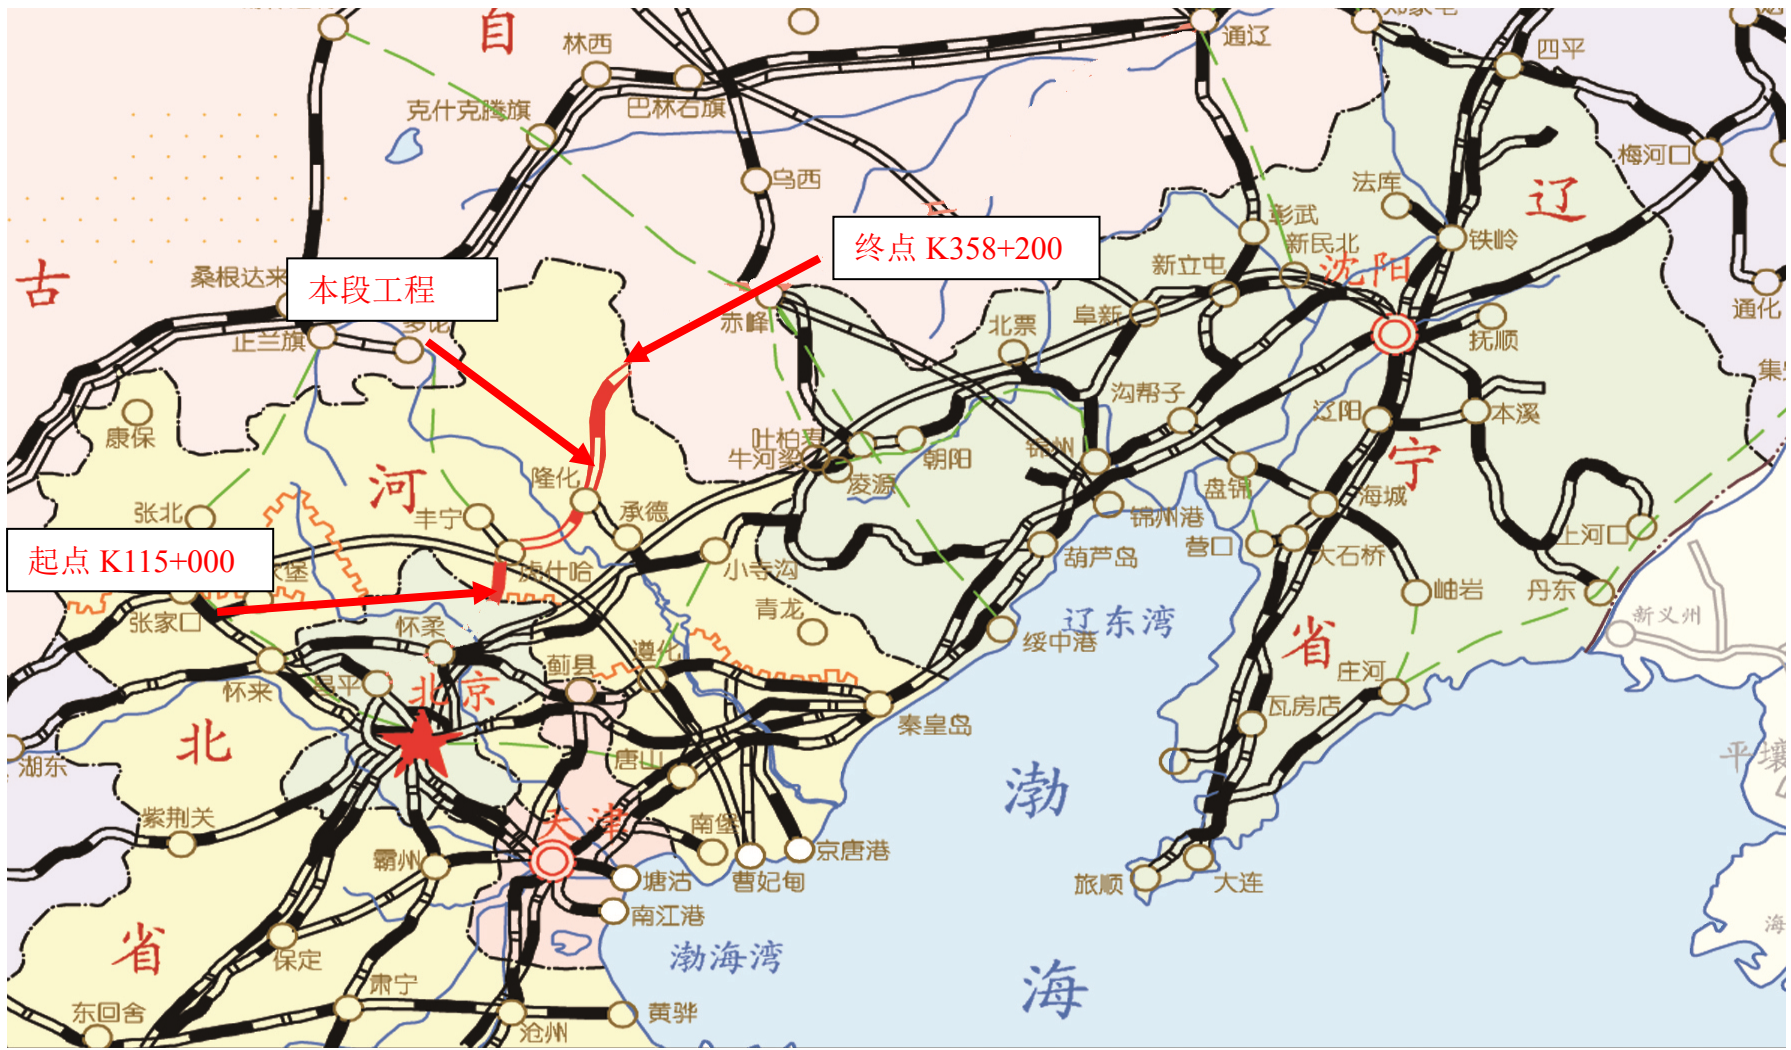 自
林西
通辽
四平
克什克腾旗
巴林右旗
梅河口
乌西
法库
辽
彰武
终点 K358+200
铁岭
新民北
沈阳
新立屯
古
桑根达来
本段工程
通化
赤峰
北票
阜新
正兰旗
抚顺
沟帮子
辽阳
本溪
康保
叶柏寿
牛河梁
朝阳
锦州
宁
凌源
河
隆化
盘锦
海城
张北
丰宁
承德
锦州港
营口
大石桥
上河口
起点 K115+000
虎什哈
小寺沟
葫芦岛
岫岩
丹东
张家口
青龙
辽东湾
新义州
怀柔
绥中港
省
蓟县
遵化
怀来
昌平
北京
庄河
瓦房店
秦皇岛
北
湖东
唐山
平壤
渤
紫荆关
天津
南堡
京唐港
霸州
塘沽
曹妃甸
旅顺
大连
南江港
省
保定
渤海湾
海
肃宁
东回舍
沧州
黄骅
海